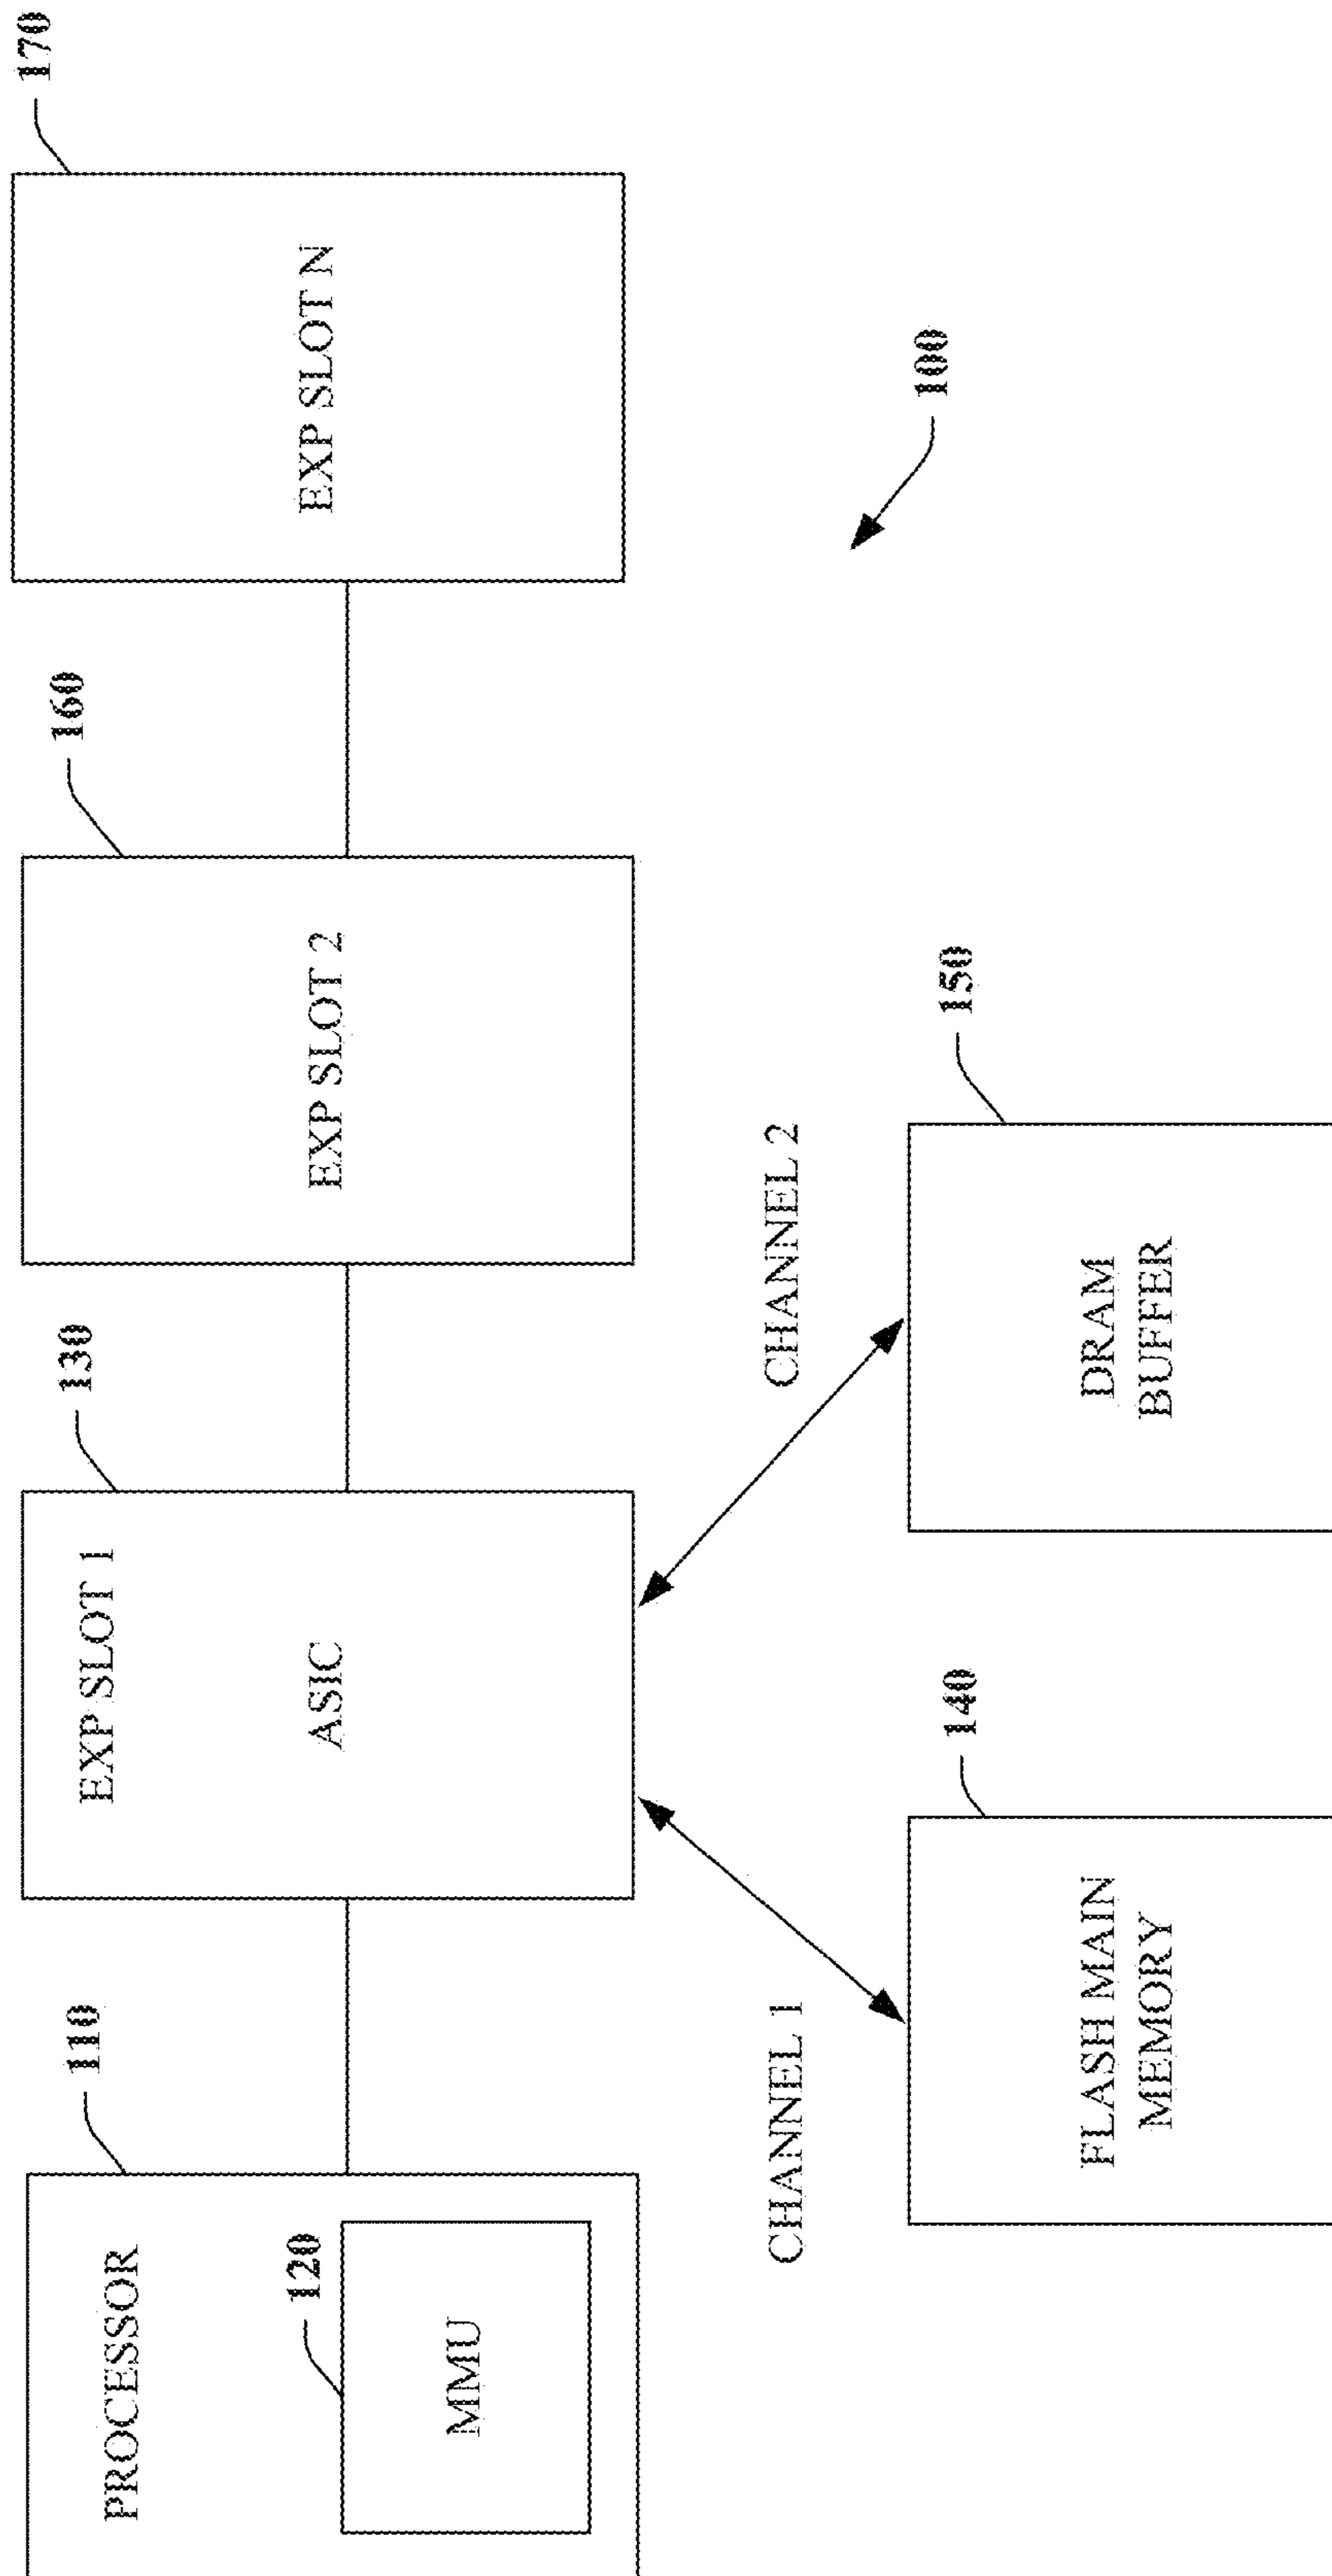 110
130
160
170
PROCESSOR
120
MMU
EXP SLOT 1
ASIC
EXP SLOT 2
EXP SLOT N
CHANNEL 1
CHANNEL 2
140
150
100
FLASH MAIN
MEMORY
DRAM
BUFFER